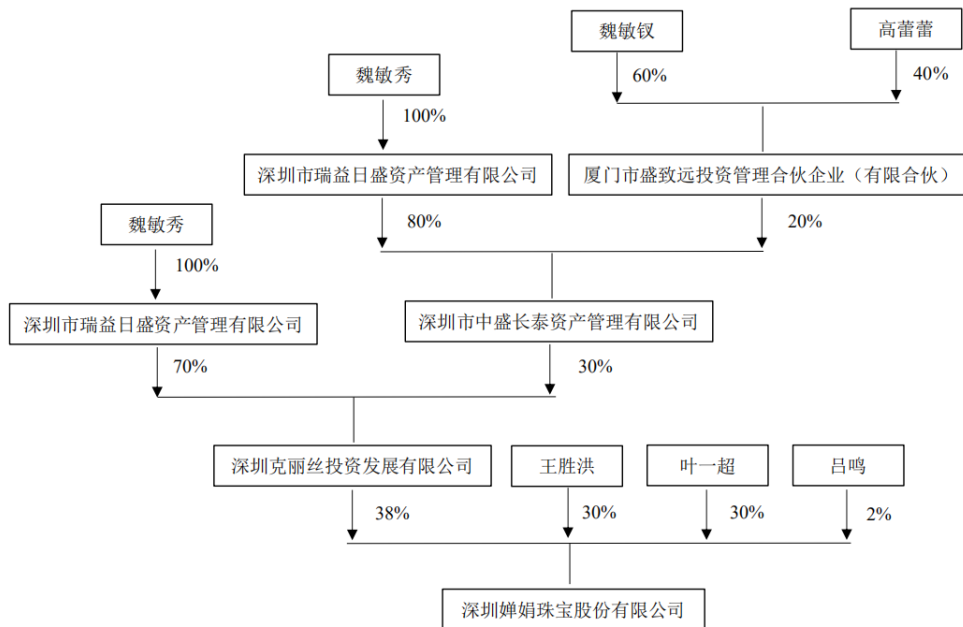 魏敏钗
高蕾蕾
魏敏秀
60%
40%
100%
深圳市瑞益日盛资产管理有限公司
厦门市盛致远投资管理合伙企业（有限合伙）
魏敏秀
80%
20%
100%
深圳市瑞益日盛资产管理有限公司
深圳市中盛长泰资产管理有限公司
70%
30%
深圳克丽丝投资发展有限公司
王胜洪
叶一超
吕鸣
38%
30%
30%
2%
深圳婵娟珠宝股份有限公司